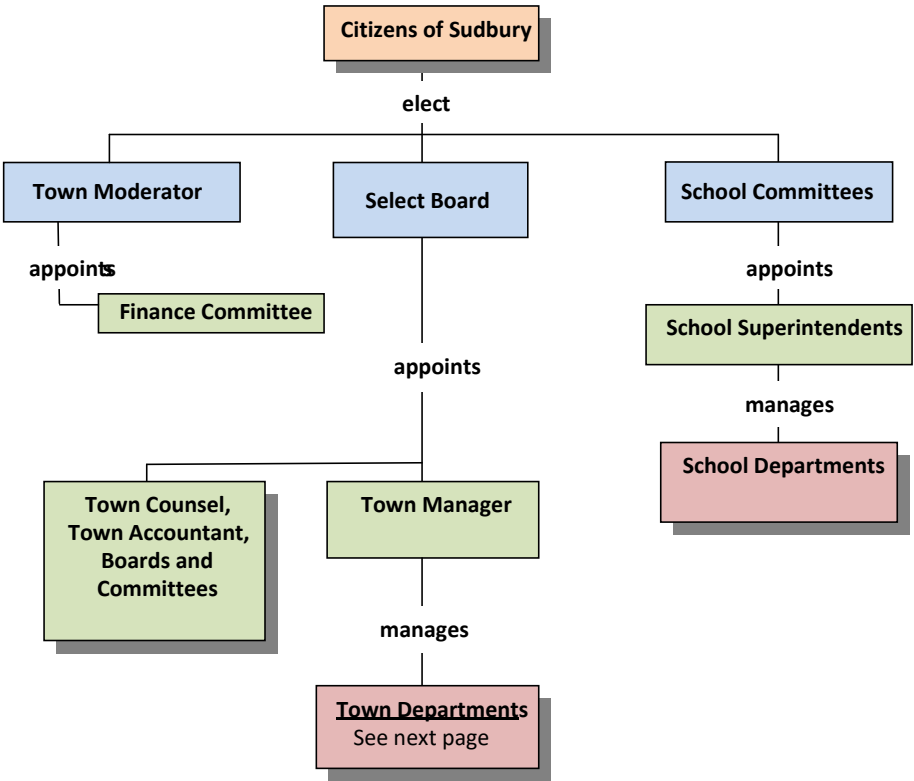 Citizens of Sudbury
elect
Town Moderator
Select Board
School Committees
appoints
appoints
Finance Committee
School Superintendents
appoints
manages
School Departments
Town Counsel,
Town Accountant,
Boards and
Committees
Town Manager
manages
Town Departments
See next page